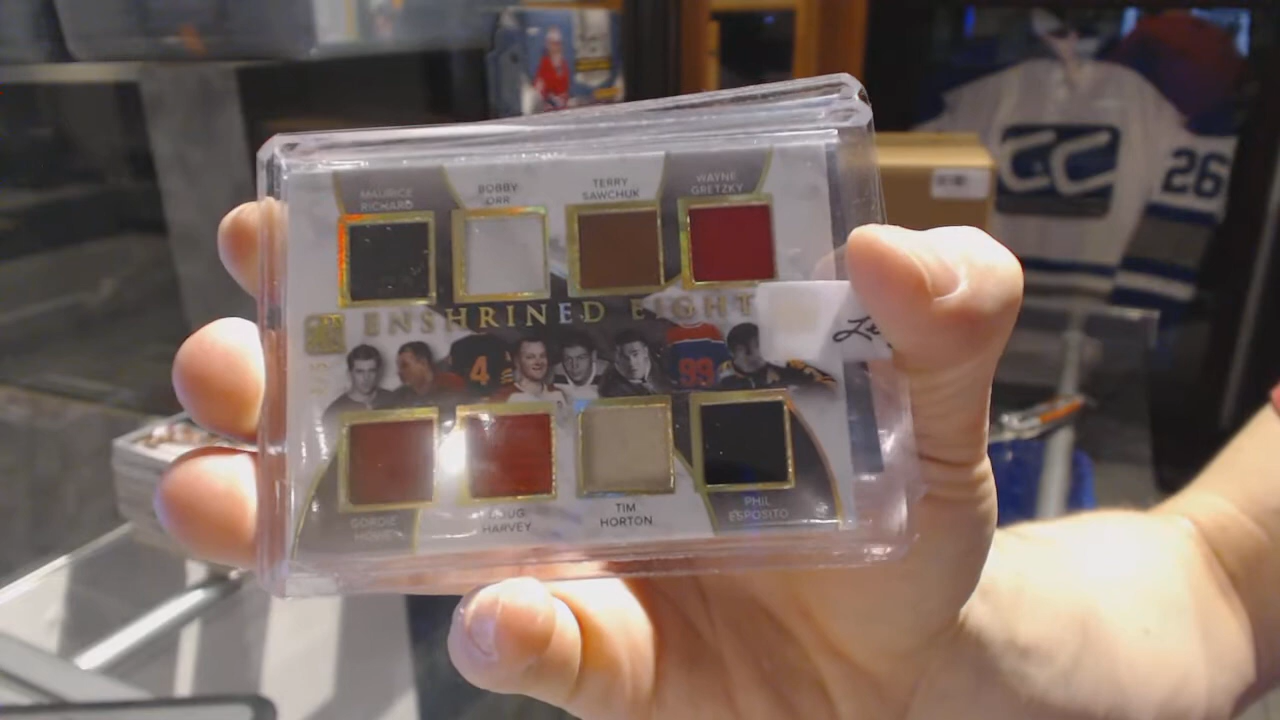 MAURICE
RICHARD
BOBBY
ORR
TERRY
SAWCHUK
WAYNE
GRETZKY
ENSHRINED EIGHT
4
99
GORDIE
HOWE
DOUG
HARVEY
TIM
HORTON
PHIL
ESPOSITO
CC
26